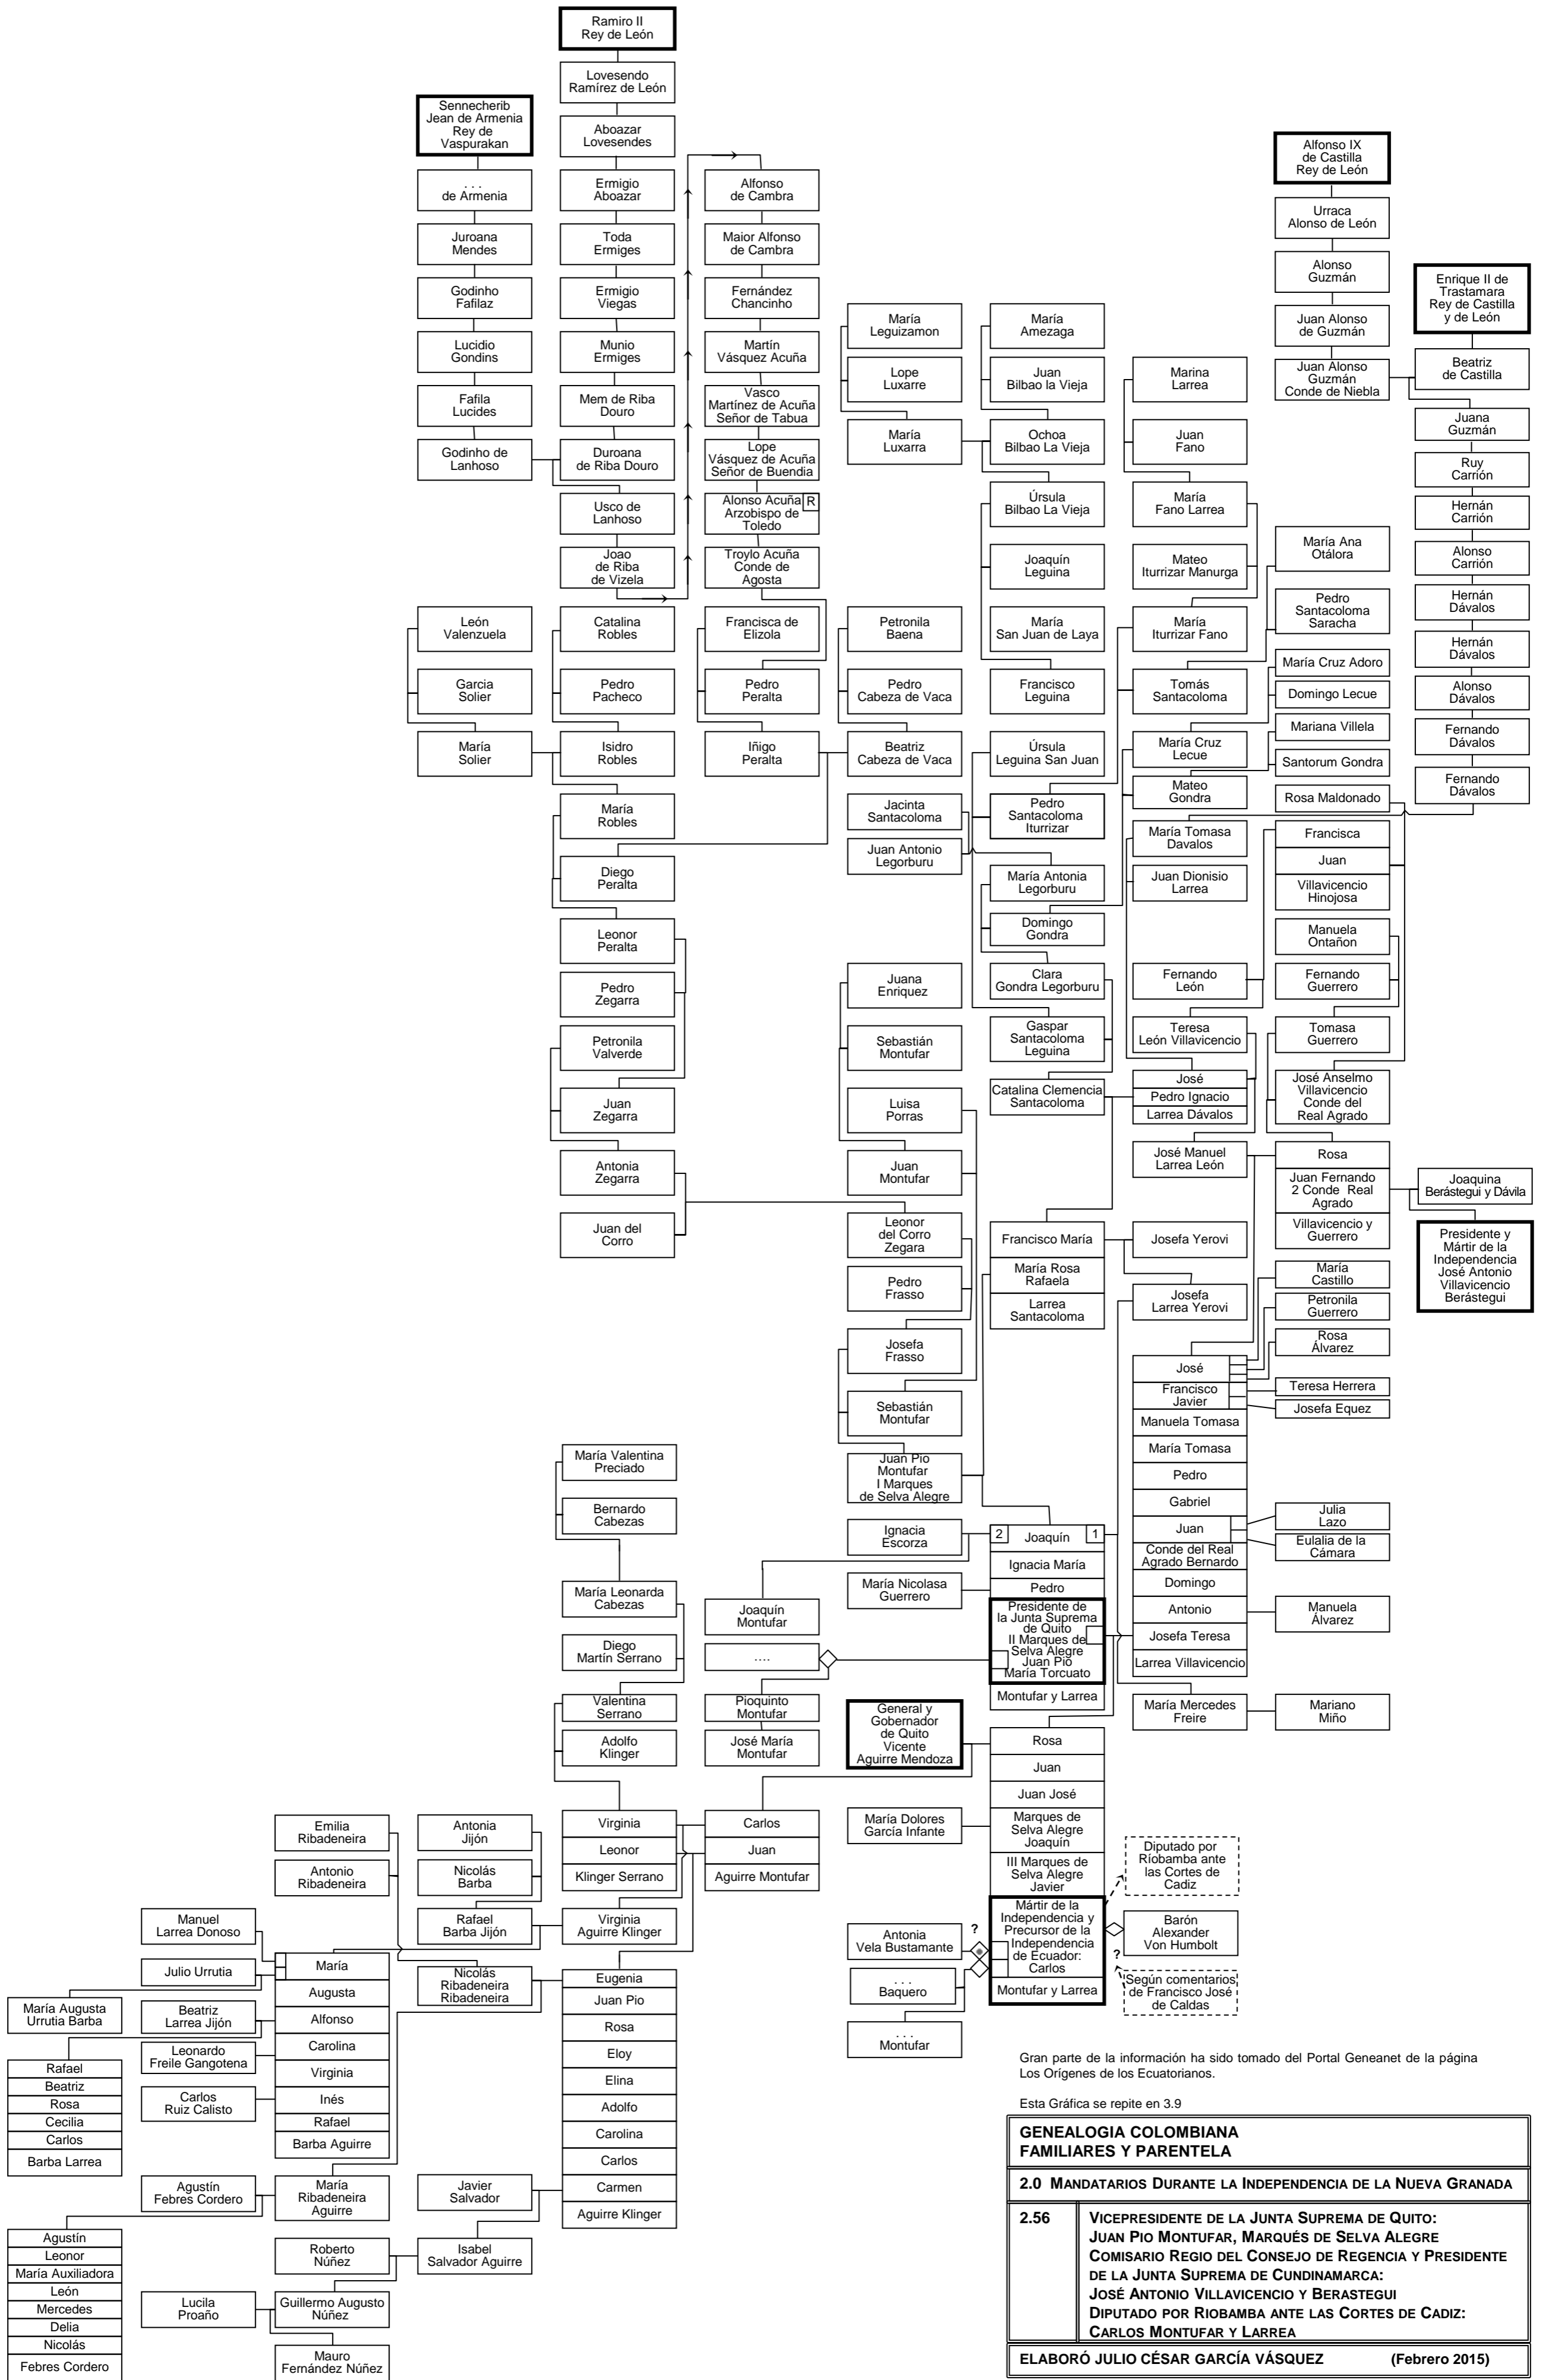 Ramiro II
Rey de León
Lovesendo
Ramírez de León
Sennecherib
Jean de Armenia
Rey de
Vaspurakan
Aboazar
Lovesendes
Alfonso IX
de Castilla
Rey de León
. . .
de Armenia
Ermigio
Aboazar
Alfonso
de Cambra
Urraca
Alonso de León
Juroana
Mendes
Toda
Ermiges
Maior Alfonso
de Cambra
Alonso
Guzmán
Enrique II de
Trastamara
Rey de Castilla
y de León
Godinho
Fafilaz
Ermigio
Viegas
Fernández
Chancinho
María
Leguizamon
María
Amezaga
Juan Alonso
de Guzmán
Lucidio
Gondins
Munio
Ermiges
Martín
Vásquez Acuña
Lope
Luxarre
Juan
Bilbao la Vieja
Marina
Larrea
Juan Alonso
Guzmán
Conde de Niebla
Beatriz
de Castilla
Fafila
Lucides
Mem de Riba
Douro
Vasco
Martínez de Acuña
Señor de Tabua
Juana
Guzmán
Godinho de
Lanhoso
Duroana
de Riba Douro
Lope
Vásquez de Acuña
Señor de Buendia
María
Luxarra
Ochoa
Bilbao La Vieja
Juan
Fano
Ruy
Carrión
Usco de
Lanhoso
Alonso Acuña
Arzobispo de
Toledo
R
Úrsula
Bilbao La Vieja
María
Fano Larrea
Hernán
Carrión
Joao
de Riba
de Vizela
Troylo Acuña
Conde de
Agosta
Joaquín
Leguina
Mateo
Iturrizar Manurga
María Ana
Otálora
Alonso
Carrión
León
Valenzuela
Catalina
Robles
Francisca de
Elizola
Petronila
Baena
María
San Juan de Laya
María
Iturrizar Fano
Pedro
Santacoloma
Saracha
Hernán
Dávalos
Hernán
Dávalos
Garcia
Solier
Pedro
Pacheco
Pedro
Peralta
Pedro
Cabeza de Vaca
Francisco
Leguina
Tomás
Santacoloma
María Cruz Adoro
Domingo Lecue
Alonso
Dávalos
María
Solier
Isidro
Robles
Iñigo
Peralta
Beatriz
Cabeza de Vaca
Úrsula
Leguina San Juan
María Cruz
Lecue
Mariana Villela
Santorum Gondra
Fernando
Dávalos
María
Robles
Jacinta
Santacoloma
Pedro
Santacoloma
Iturrizar
Mateo
Gondra
Rosa Maldonado
Fernando
Dávalos
Juan Antonio
Legorburu
María Tomasa
Davalos
Francisca
Juan
Villavicencio
Hinojosa
Diego
Peralta
María Antonia
Legorburu
Juan Dionisio
Larrea
Leonor
Peralta
Domingo
Gondra
Manuela
Ontañon
Pedro
Zegarra
Juana
Enriquez
Clara
Gondra Legorburu
Fernando
León
Fernando
Guerrero
Petronila
Valverde
Sebastián
Montufar
Gaspar
Santacoloma
Leguina
Teresa
León Villavicencio
Tomasa
Guerrero
Juan
Zegarra
Luisa
Porras
Catalina Clemencia
Santacoloma
José
Pedro Ignacio
Larrea Dávalos
José Anselmo
Villavicencio
Conde del
Real Agrado
Antonia
Zegarra
Juan
Montufar
José Manuel
Larrea León
Rosa
Juan Fernando
2 Conde Real
Agrado
Villavicencio y
Guerrero
Joaquina
Berástegui y Dávila
Juan del
Corro
Leonor
del Corro
Zegara
Francisco María
María Rosa
Rafaela
Larrea
Santacoloma
Josefa Yerovi
Presidente y
Mártir de la
Independencia
José Antonio
Villavicencio
Berástegui
Pedro
Frasso
Josefa
Larrea Yerovi
María
Castillo
Petronila
Guerrero
Rosa
Álvarez
Josefa
Frasso
José
Francisco
Javier
Manuela Tomasa
María Tomasa
Pedro
Gabriel
Juan
Conde del Real
Agrado Bernardo
Domingo
Antonio
Josefa Teresa
Larrea Villavicencio
Teresa Herrera
Josefa Equez
Sebastián
Montufar
María Valentina
Preciado
Juan Pio
Montufar
I Marques
de Selva Alegre
Bernardo
Cabezas
Ignacia
Escorza
2
Joaquín
1
Ignacia María
Pedro
Presidente de
la Junta Suprema
de Quito
II Marques de
Selva Alegre
Juan Pio
María Torcuato
Montufar y Larrea
Julia
Lazo
Eulalia de la
Cámara
María Leonarda
Cabezas
Joaquín
Montufar
María Nicolasa
Guerrero
Manuela
Álvarez
Diego
Martín Serrano
....
Valentina
Serrano
Pioquinto
Montufar
General y
Gobernador
de Quito
Vicente
Aguirre Mendoza
María Mercedes
Freire
Mariano
Miño
Adolfo
Klinger
José María
Montufar
Rosa
Juan
Juan José
Marques de
Selva Alegre
Joaquín
III Marques de
Selva Alegre
Javier
Mártir de la
Independencia y
Precursor de la
Independencia
de Ecuador:
Carlos
Montufar y Larrea
Emilia
Ribadeneira
Antonia
Jijón
Virginia
Leonor
Klinger Serrano
Carlos
Juan
Aguirre Montufar
María Dolores
García Infante
Diputado por
Ríobamba ante
las Cortes de
Cadiz
Antonio
Ribadeneira
Nicolás
Barba
Manuel
Larrea Donoso
Rafael
Barba Jijón
Virginia
Aguirre Klinger
Antonia
Vela Bustamante
?
Barón
Alexander
Von Humbolt
?
Julio Urrutia
María
Augusta
Alfonso
Carolina
Virginia
Inés
Rafael
Barba Aguirre
Nicolás
Ribadeneira
Ribadeneira
Eugenia
Juan Pio
Rosa
Eloy
Elina
Adolfo
Carolina
Carlos
Carmen
Aguirre Klinger
. . .
Baquero
Según comentarios
de Francisco José
de Caldas
María Augusta
Urrutia Barba
Beatriz
Larrea Jijón
. . .
Montufar
Leonardo
Freile Gangotena
Rafael
Beatriz
Rosa
Cecilia
Carlos
Barba Larrea
Carlos
Ruiz Calisto
Agustín
Febres Cordero
María
Ribadeneira
Aguirre
Javier
Salvador
Agustín
Leonor
María Auxiliadora
León
Mercedes
Delia
Nicolás
Febres Cordero
Roberto
Núñez
Isabel
Salvador Aguirre
Lucila
Proaño
Guillermo Augusto
Núñez
Mauro
Fernández Núñez
Gran parte de la información ha sido tomado del Portal Geneanet de la página
Los Orígenes de los Ecuatorianos.
Esta Gráfica se repite en 3.9
GENEALOGIA COLOMBIANA
FAMILIARES Y PARENTELA
2.0 MANDATARIOS DURANTE LA INDEPENDENCIA DE LA NUEVA GRANADA
2.56
VICEPRESIDENTE DE LA JUNTA SUPREMA DE QUITO:
JUAN PIO MONTUFAR, MARQUÉS DE SELVA ALEGRE
COMISARIO REGIO DEL CONSEJO DE REGENCIA Y PRESIDENTE
DE LA JUNTA SUPREMA DE CUNDINAMARCA:
JOSÉ ANTONIO VILLAVICENCIO Y BERASTEGUI
DIPUTADO POR RIOBAMBA ANTE LAS CORTES DE CADIZ:
CARLOS MONTUFAR Y LARREA
ELABORÓ JULIO CÉSAR GARCÍA VÁSQUEZ (Febrero 2015)